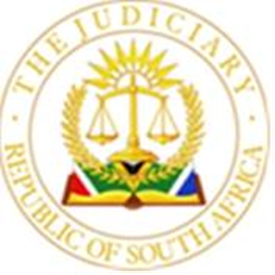 · THE JUDICIARY ·
REPUBLIC OF SOUTH AFRICA